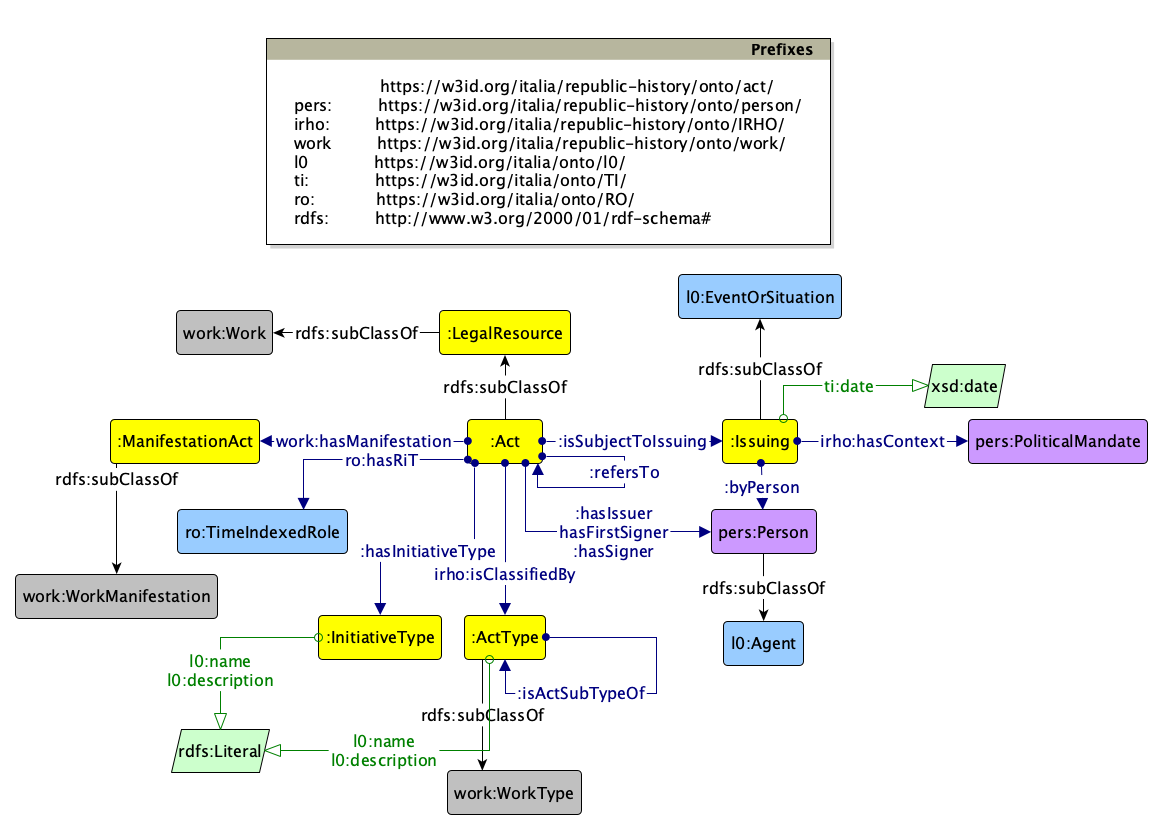 Prefixes
https://w3id.org/italia/republic-history/onto/act/
pers: https://w3id.org/italia/republic-history/onto/person/
irho: https://w3id.org/italia/republic-history/onto/IRHO/
work https://w3id.org/italia/republic-history/onto/work/
l0 https://w3id.org/italia/onto/l0/
ti: https://w3id.org/italia/onto/TI/
ro: https://w3id.org/italia/onto/RO/
rdfs: http://www.w3.org/2000/01/rdf-schema#
l0:EventOrSituation
work:Work
rdfs:subClassOf
:LegalResource
rdfs:subClassOf
rdfs:subClassOf
ti:date
xsd:date
:ManifestationAct
work:hasManifestation
:Act
:isSubjectToIssuing
:Issuing
irho:hasContext
pers:PoliticalMandate
ro:hasRiT
:refersTo
rdfs:subClassOf
:byPerson
:hasIssuer
hasFirstSigner
:hasSigner
ro:TimeIndexedRole
pers:Person
:hasInitiativeType
irho:isClassifiedBy
rdfs:subClassOf
work:WorkManifestation
:InitiativeType
:ActType
l0:Agent
l0:name
l0:description
:isActSubTypeOf
rdfs:subClassOf
rdfs:Literal
l0:name
l0:description
work:WorkType